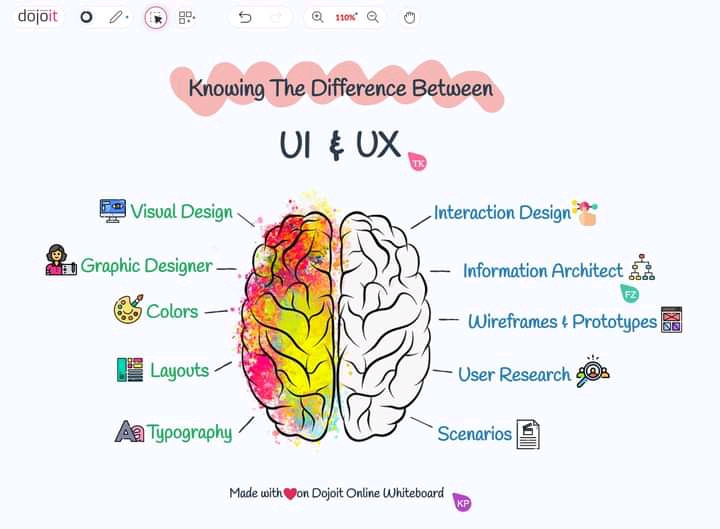 dojoit
110%
Knowing The Difference Between
UI & UX
TK
Visual Design
Interaction Design
Graphic Designer
Information Architect
FZ
Colors
Wireframes & Prototypes
Layouts
User Research
Aa Typography
Scenarios
Made with on Dojoit Online Whiteboard
KP